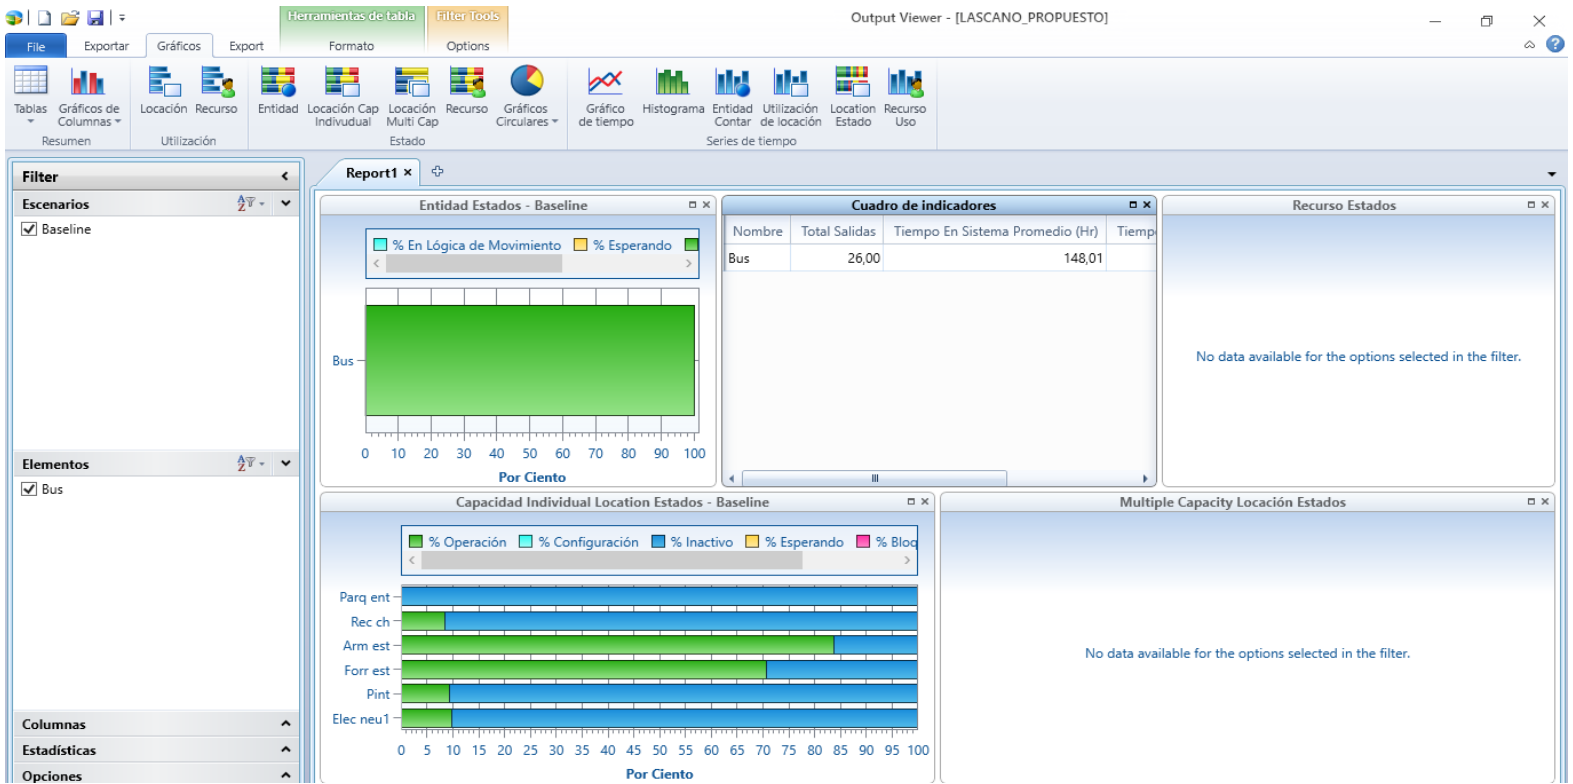 Herramientas de tabla Filter Tools Output Viewer - [LASCANO_PROPUESTO]
File Exportar Gráficos Export Formato Options
Tablas Gráficos de Columnas Locación Recurso Entidad Locación Cap Indivudual Locación Multi Cap Recurso Gráficos Circulares Gráfico de tiempo Histograma Entidad Contar Utilización de locación Location Estado Recurso Uso
Resumen Utilización Estado Series de tiempo
Filter
Escenarios
Baseline
Elementos
Bus
Columnas
Estadísticas
Opciones
Report1
Entidad Estados - Baseline
% En Lógica de Movimiento % Esperando
Bus
0 10 20 30 40 50 60 70 80 90 100
Por Ciento
Cuadro de indicadores
Nombre Total Salidas Tiempo En Sistema Promedio (Hr) Tiemp
Bus 26,00 148,01
Recurso Estados
No data available for the options selected in the filter.
Capacidad Individual Location Estados - Baseline
% Operación % Configuración % Inactivo % Esperando % Bloq
Parq ent
Rec ch
Arm est
Forr est
Pint
Elec neu1
0 5 10 15 20 25 30 35 40 45 50 55 60 65 70 75 80 85 90 95 100
Por Ciento
Multiple Capacity Locación Estados
No data available for the options selected in the filter.